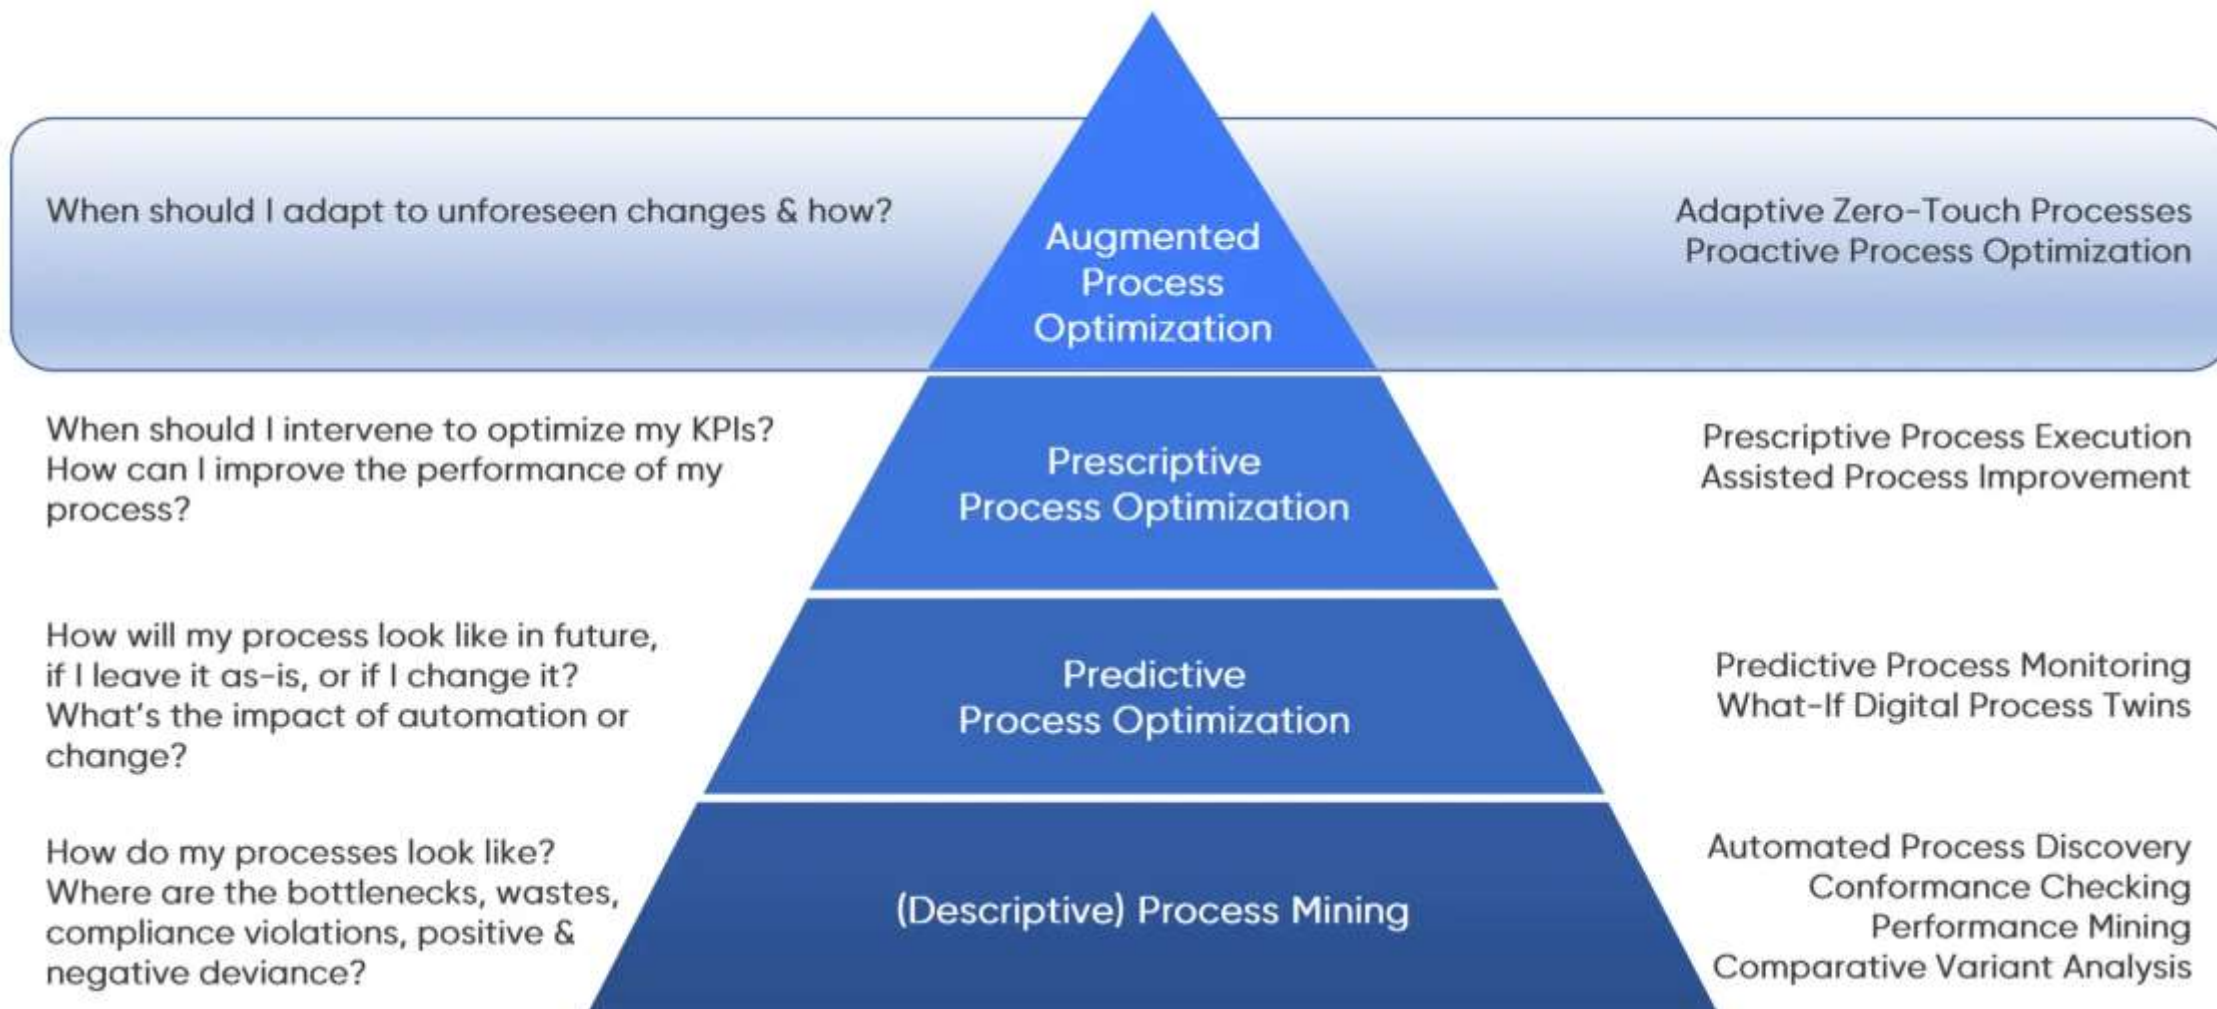 When should I adapt to unforeseen changes & how?
Augmented
Process
Optimization
Adaptive Zero-Touch Processes
Proactive Process Optimization
When should I intervene to optimize my KPIs?
How can I improve the performance of my
process?
Prescriptive
Process Optimization
Prescriptive Process Execution
Assisted Process Improvement
How will my process look like in future,
if I leave it as-is, or if I change it?
What's the impact of automation or
change?
Predictive
Process Optimization
Predictive Process Monitoring
What-If Digital Process Twins
How do my processes look like?
Where are the bottlenecks, wastes,
compliance violations, positive &
negative deviance?
(Descriptive) Process Mining
Automated Process Discovery
Conformance Checking
Performance Mining
Comparative Variant Analysis